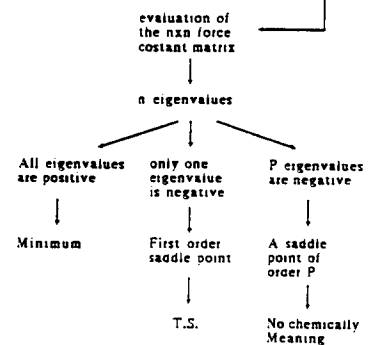 evaluation of
the nxn force
costant matrix
n eigenvalues
All eigenvalues
are positive
only one
eigenvalue
is negative
P eigenvalues
are negative
Minimum
First order
saddle point
A saddle
point of
order P
T.S.
No chemically
Meaning